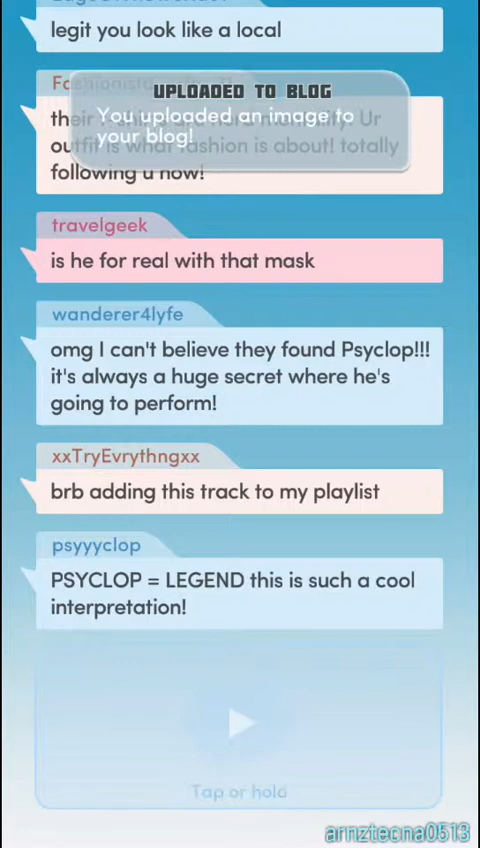 legit you look like a local
UPLOADED TO BLOG
You uploaded an image to
your blog!
Ur
outfit is what fashion is about! totally
following u now!
travelgeek
is he for real with that mask
wanderer4lyfe
omg I can't believe they found Psyclop!!!
it's always a huge secret where he's
going to perform!
xxTryEvrythngxx
brb adding this track to my playlist
psyyyclop
PSYCLOP = LEGEND this is such a cool
interpretation!
Tap or hold
arnztecna0513